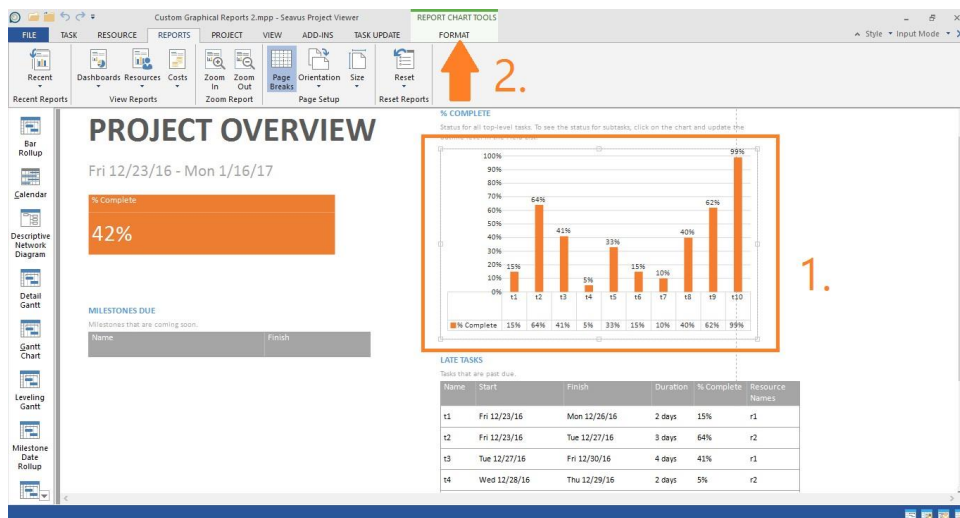 Custom Graphical Reports 2.mpp - Seavus Project Viewer
REPORT CHART TOOLS
FILE TASK RESOURCE REPORTS PROJECT VIEW ADD-INS TASK UPDATE FORMAT
Style Input Mode
Recent
Dashboards Resources Costs
Zoom In
Zoom Out
Page Breaks
Orientation
Size
Reset
Recent Reports
View Reports
Zoom Report
Page Setup
Reset Reports
2.
Bar Rollup
Calendar
Descriptive Network Diagram
Detail Gantt
Gantt Chart
Leveling Gantt
Milestone Date Rollup
PROJECT OVERVIEW
Fri 12/23/16 - Mon 1/16/17
% Complete
42%
MILESTONES DUE
Milestones that are coming soon.
Name Finish
% COMPLETE
Status for all top-level tasks. To see the status for subtasks, click on the chart and update the
100%
90%
80%
70%
60%
50%
40%
30%
20%
10%
0%
15% 64% 41% 5% 33% 15% 10% 40% 62% 99%
t1 t2 t3 t4 t5 t6 t7 t8 t9 t10
% Complete 15% 64% 41% 5% 33% 15% 10% 40% 62% 99%
1.
LATE TASKS
Tasks that are past due.
Name Start Finish Duration % Complete Resource Names
t1 Fri 12/23/16 Mon 12/26/16 2 days 15% r1
t2 Fri 12/23/16 Tue 12/27/16 3 days 64% r2
t3 Tue 12/27/16 Fri 12/30/16 4 days 41% r1
t4 Wed 12/28/16 Thu 12/29/16 2 days 5% r2